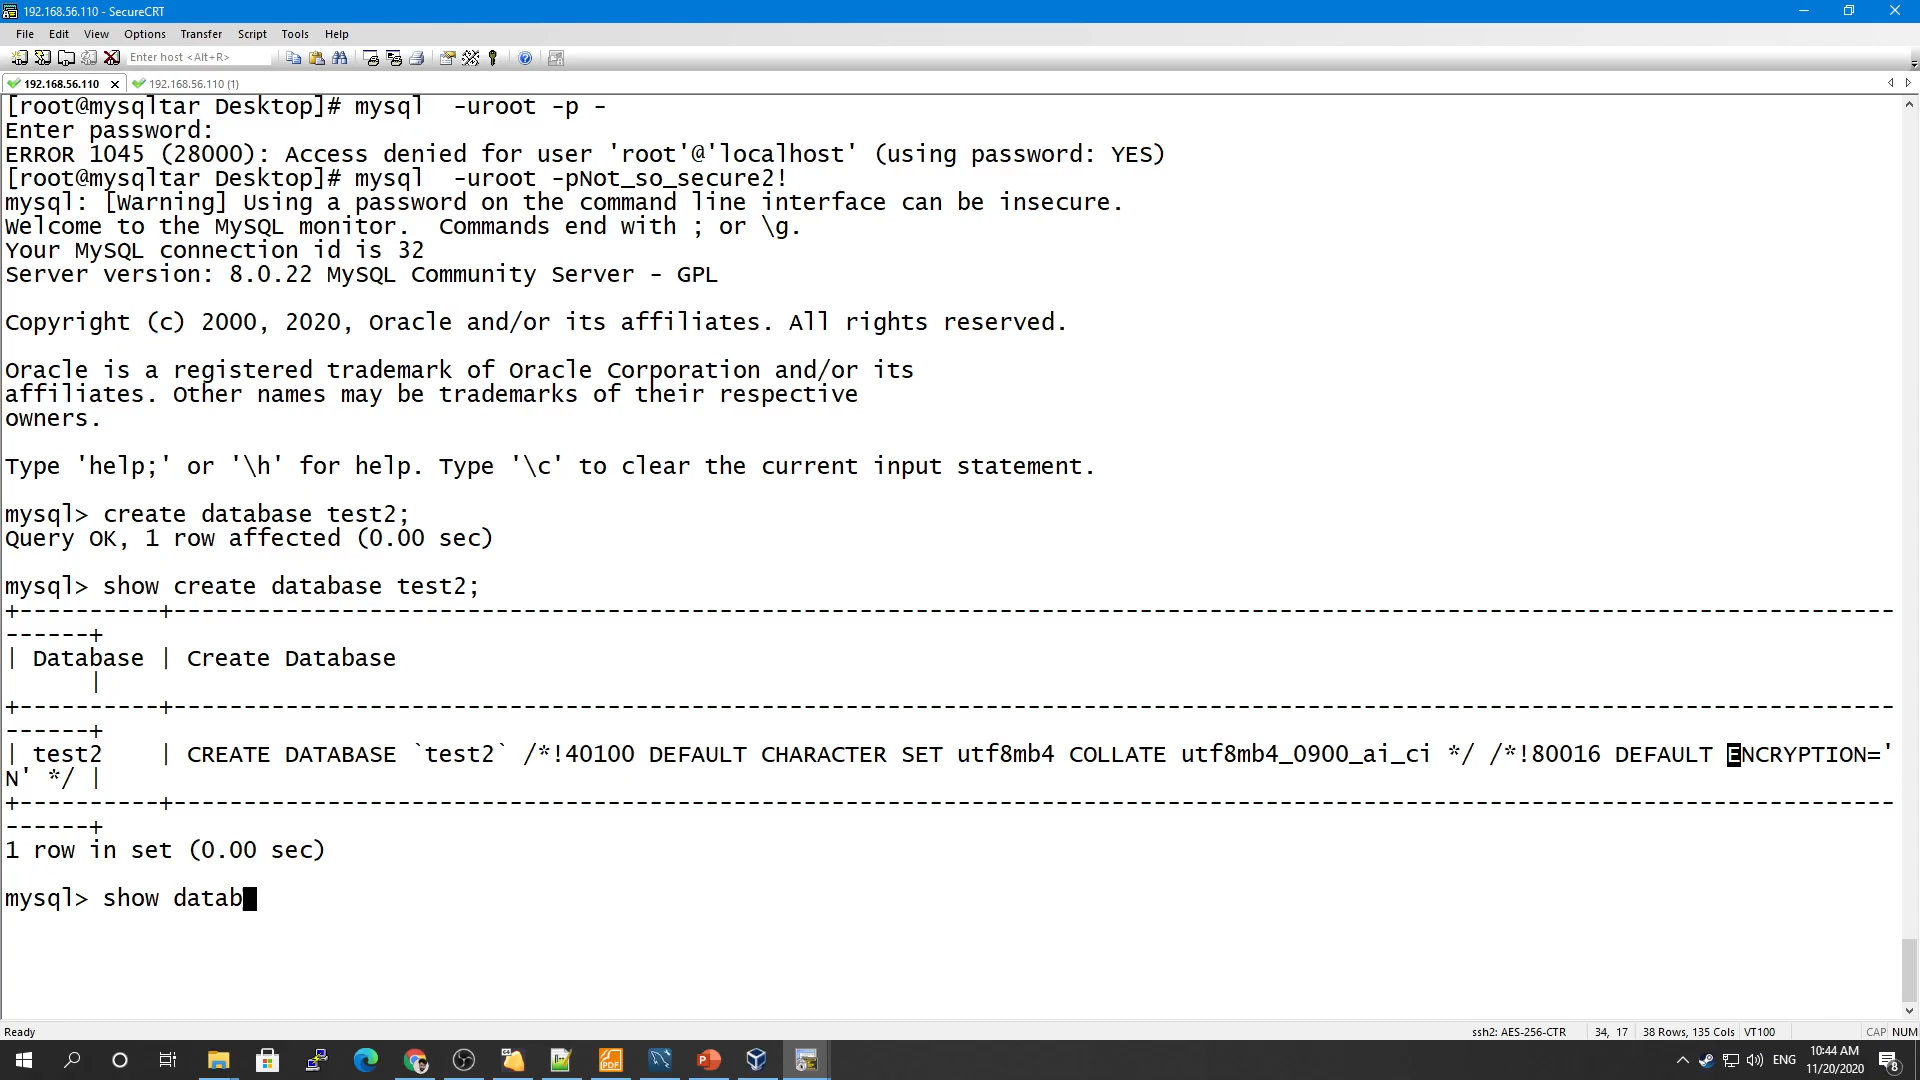 192.168.56.110 - SecureCRT
File Edit View Options Transfer Script Tools Help
Enter host <Alt+R>
192.168.56.110 192.168.56.110 (1)
[root@mysqltar Desktop]# mysql  -uroot -p -
Enter password:
ERROR 1045 (28000): Access denied for user 'root'@'localhost' (using password: YES)
[root@mysqltar Desktop]# mysql  -uroot -pNot_so_secure2!
mysql: [Warning] Using a password on the command line interface can be insecure.
Welcome to the MySQL monitor.  Commands end with ; or \g.
Your MySQL connection id is 32
Server version: 8.0.22 MySQL Community Server - GPL
Copyright (c) 2000, 2020, Oracle and/or its affiliates. All rights reserved.
Oracle is a registered trademark of Oracle Corporation and/or its
affiliates. Other names may be trademarks of their respective
owners.
Type 'help;' or '\h' for help. Type '\c' to clear the current input statement.
mysql> create database test2;
Query OK, 1 row affected (0.00 sec)
mysql> show create database test2;
| Database | Create Database
|
| test2    | CREATE DATABASE `test2` /*!40100 DEFAULT CHARACTER SET utf8mb4 COLLATE utf8mb4_0900_ai_ci */ /*!80016 DEFAULT ENCRYPTION='
N' */ |
1 row in set (0.00 sec)
mysql> show datab
Ready ssh2: AES-256-CTR 34, 17 38 Rows, 135 Cols VT100 CAP NUM
ENG 10:44 AM
11/20/2020 8